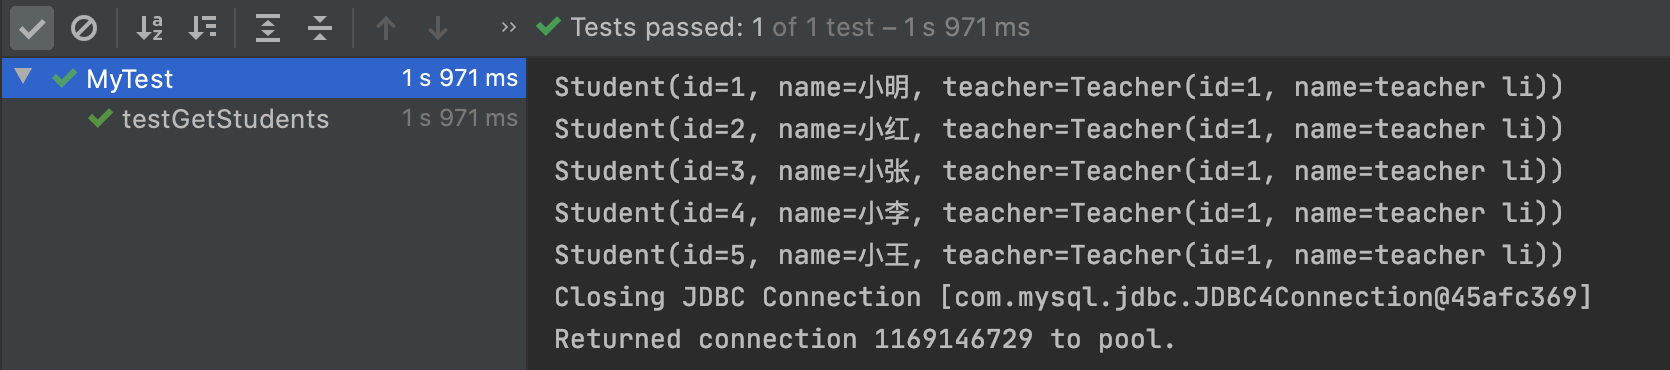 Tests passed: 1 of 1 test – 1 s 971 ms
MyTest 1 s 971 ms
testGetStudents 1 s 971 ms
Student(id=1, name=小明, teacher=Teacher(id=1, name=teacher li))
Student(id=2, name=小红, teacher=Teacher(id=1, name=teacher li))
Student(id=3, name=小张, teacher=Teacher(id=1, name=teacher li))
Student(id=4, name=小李, teacher=Teacher(id=1, name=teacher li))
Student(id=5, name=小王, teacher=Teacher(id=1, name=teacher li))
Closing JDBC Connection [com.mysql.jdbc.JDBC4Connection@45afc369]
Returned connection 1169146729 to pool.